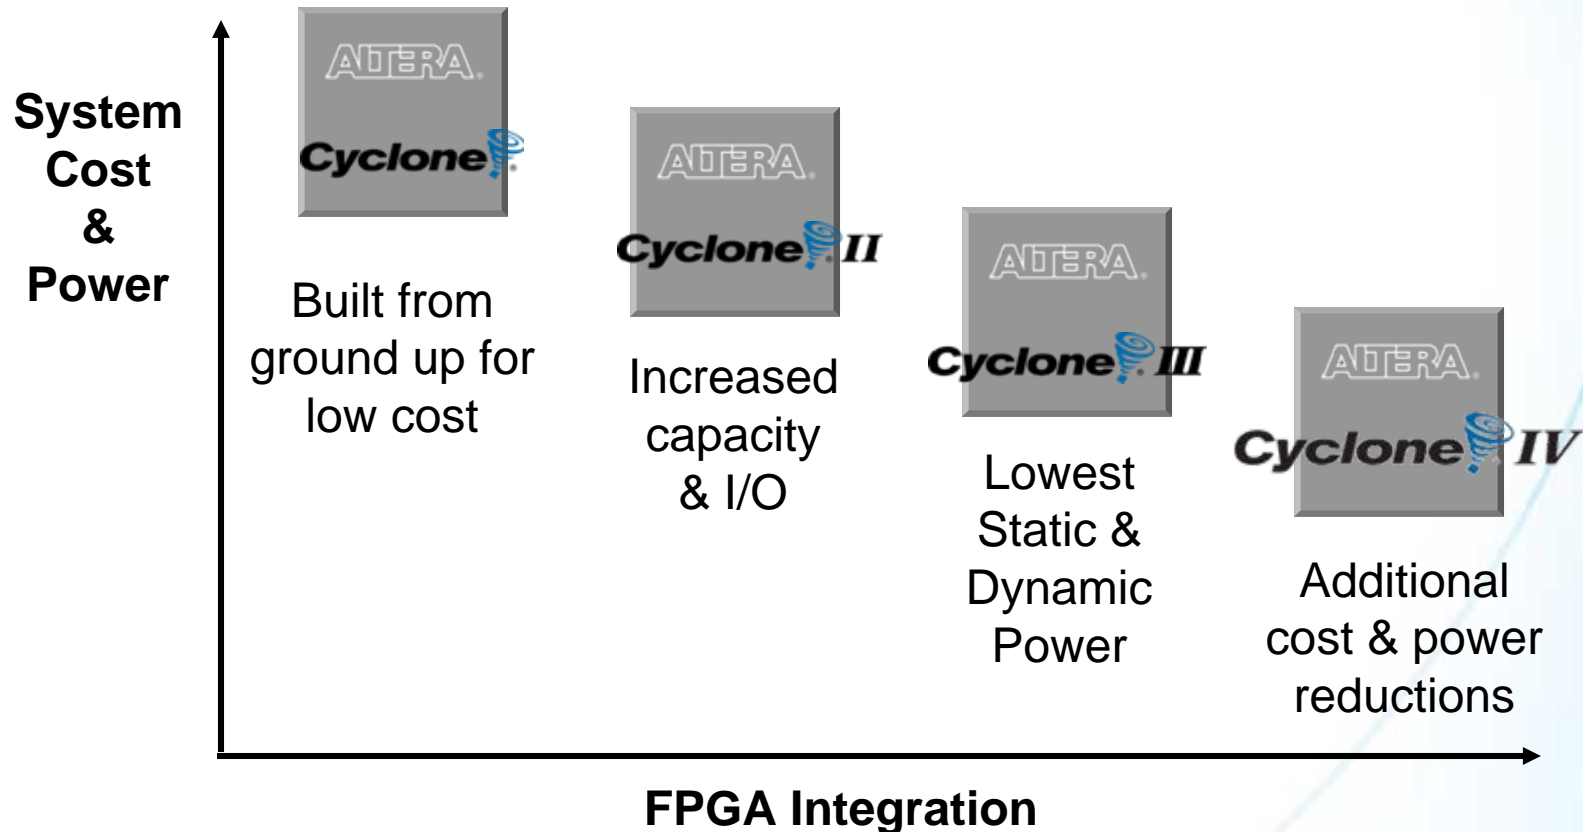 System
Cost
&
Power
ALTERA®
Cyclone®
Built from
ground up for
low cost
ALTERA®
Cyclone® II
Increased
capacity
& I/O
ALTERA®
Cyclone® III
Lowest
Static &
Dynamic
Power
ALTERA®
Cyclone® IV
Additional
cost & power
reductions
FPGA Integration